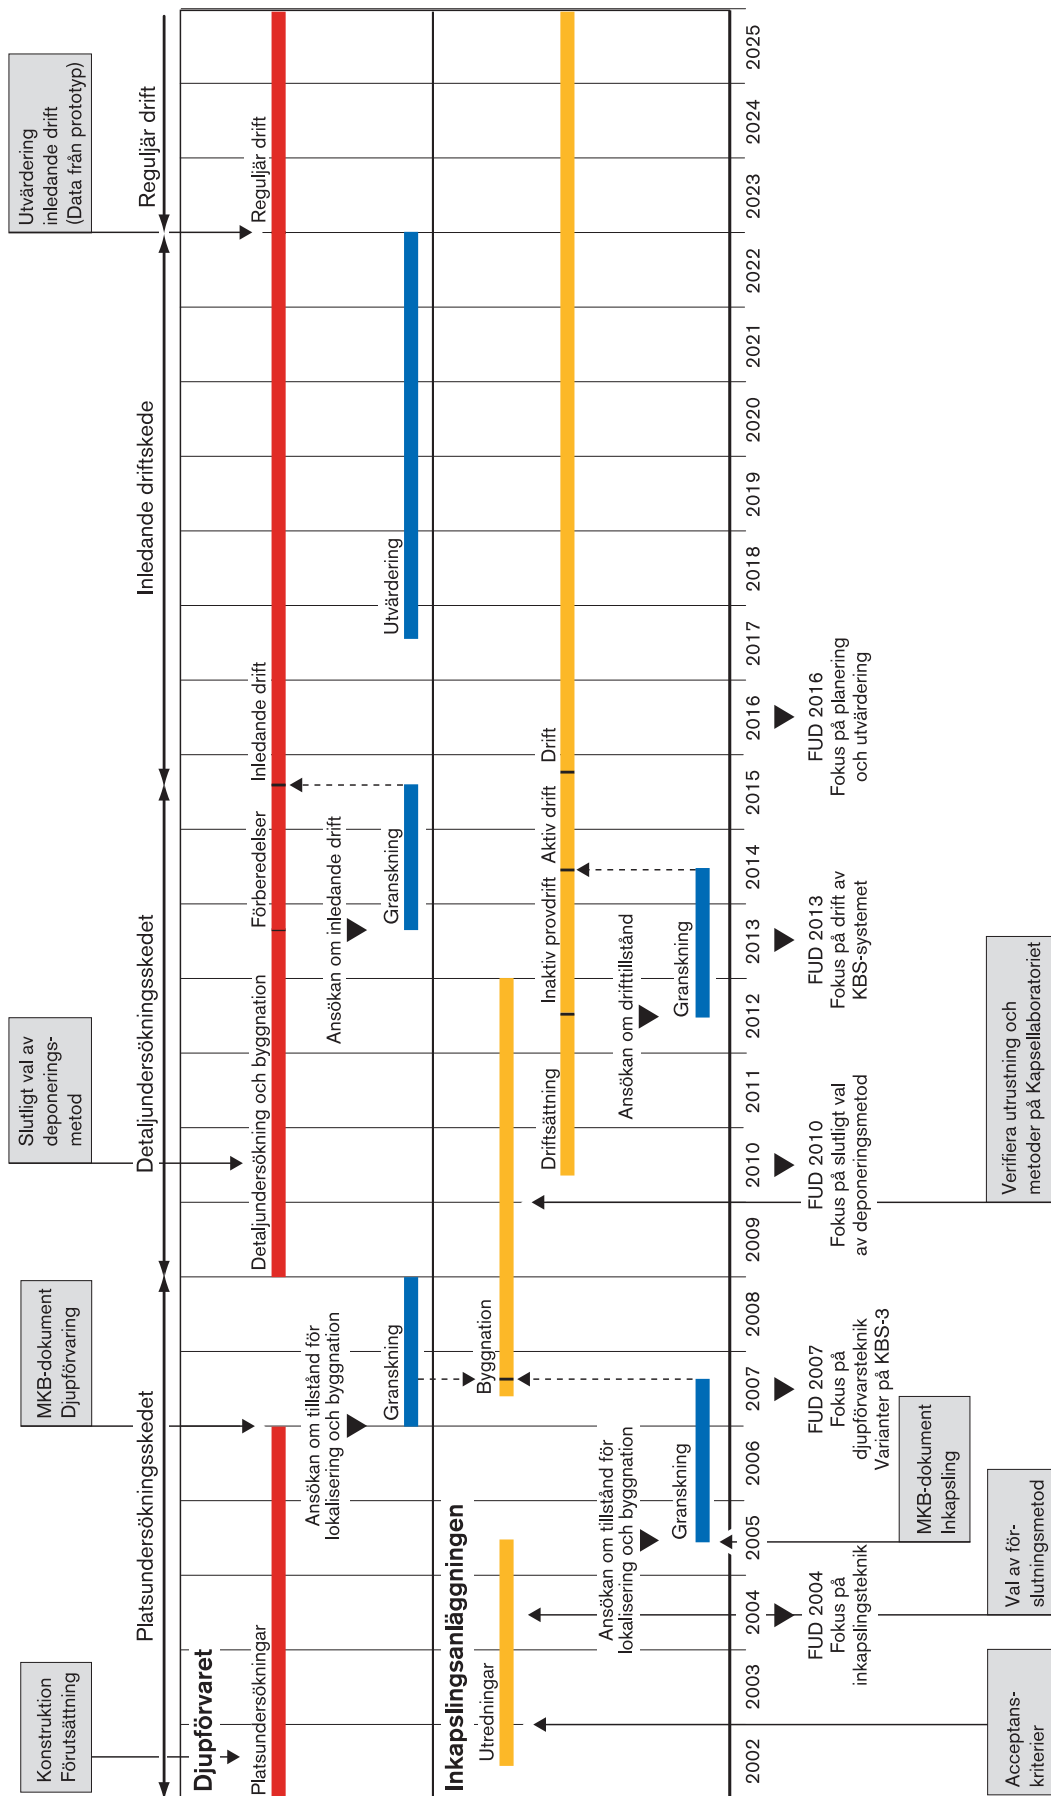 Konstruktion
Förutsättning
MKB-dokument
Djupförvaring
Slutligt val av
deponerings-
metod
Utvärdering
inledande drift
(Data från prototyp)
Platsundersökningsskedet
Detaljundersökningsskedet
Inledande driftskede
Reguljär drift
Djupförvaret
Platsundersökningar
Detaljundersökning och byggnation
Förberedelser
Inledande drift
Reguljär drift
Ansökan om tillstånd för
lokalisering och byggnation
Ansökan om inledande drift
Granskning
Granskning
Utvärdering
Inkapslingsanläggningen
Utredningar
Byggnation
Driftsättning
Inaktiv provdrift
Aktiv drift
Drift
Ansökan om tillstånd för
lokalisering och byggnation
Ansökan om drifttillstånd
Granskning
Granskning
2002
2003
2004
2005
2006
2007
2008
2009
2010
2011
2012
2013
2014
2015
2016
2017
2018
2019
2020
2021
2022
2023
2024
2025
FUD 2004
Fokus på
inkapslingsteknik
FUD 2007
Fokus på
djupförvarsteknik
Varianter på KBS-3
FUD 2010
Fokus på slutligt val
av deponeringsmetod
FUD 2013
Fokus på drift av
KBS-systemet
FUD 2016
Fokus på planering
och utvärdering
MKB-dokument
Inkapsling
Acceptans-
kriterier
Val av för-
slutningsmetod
Verifiera utrustning och
metoder på Kapsellaboratoriet